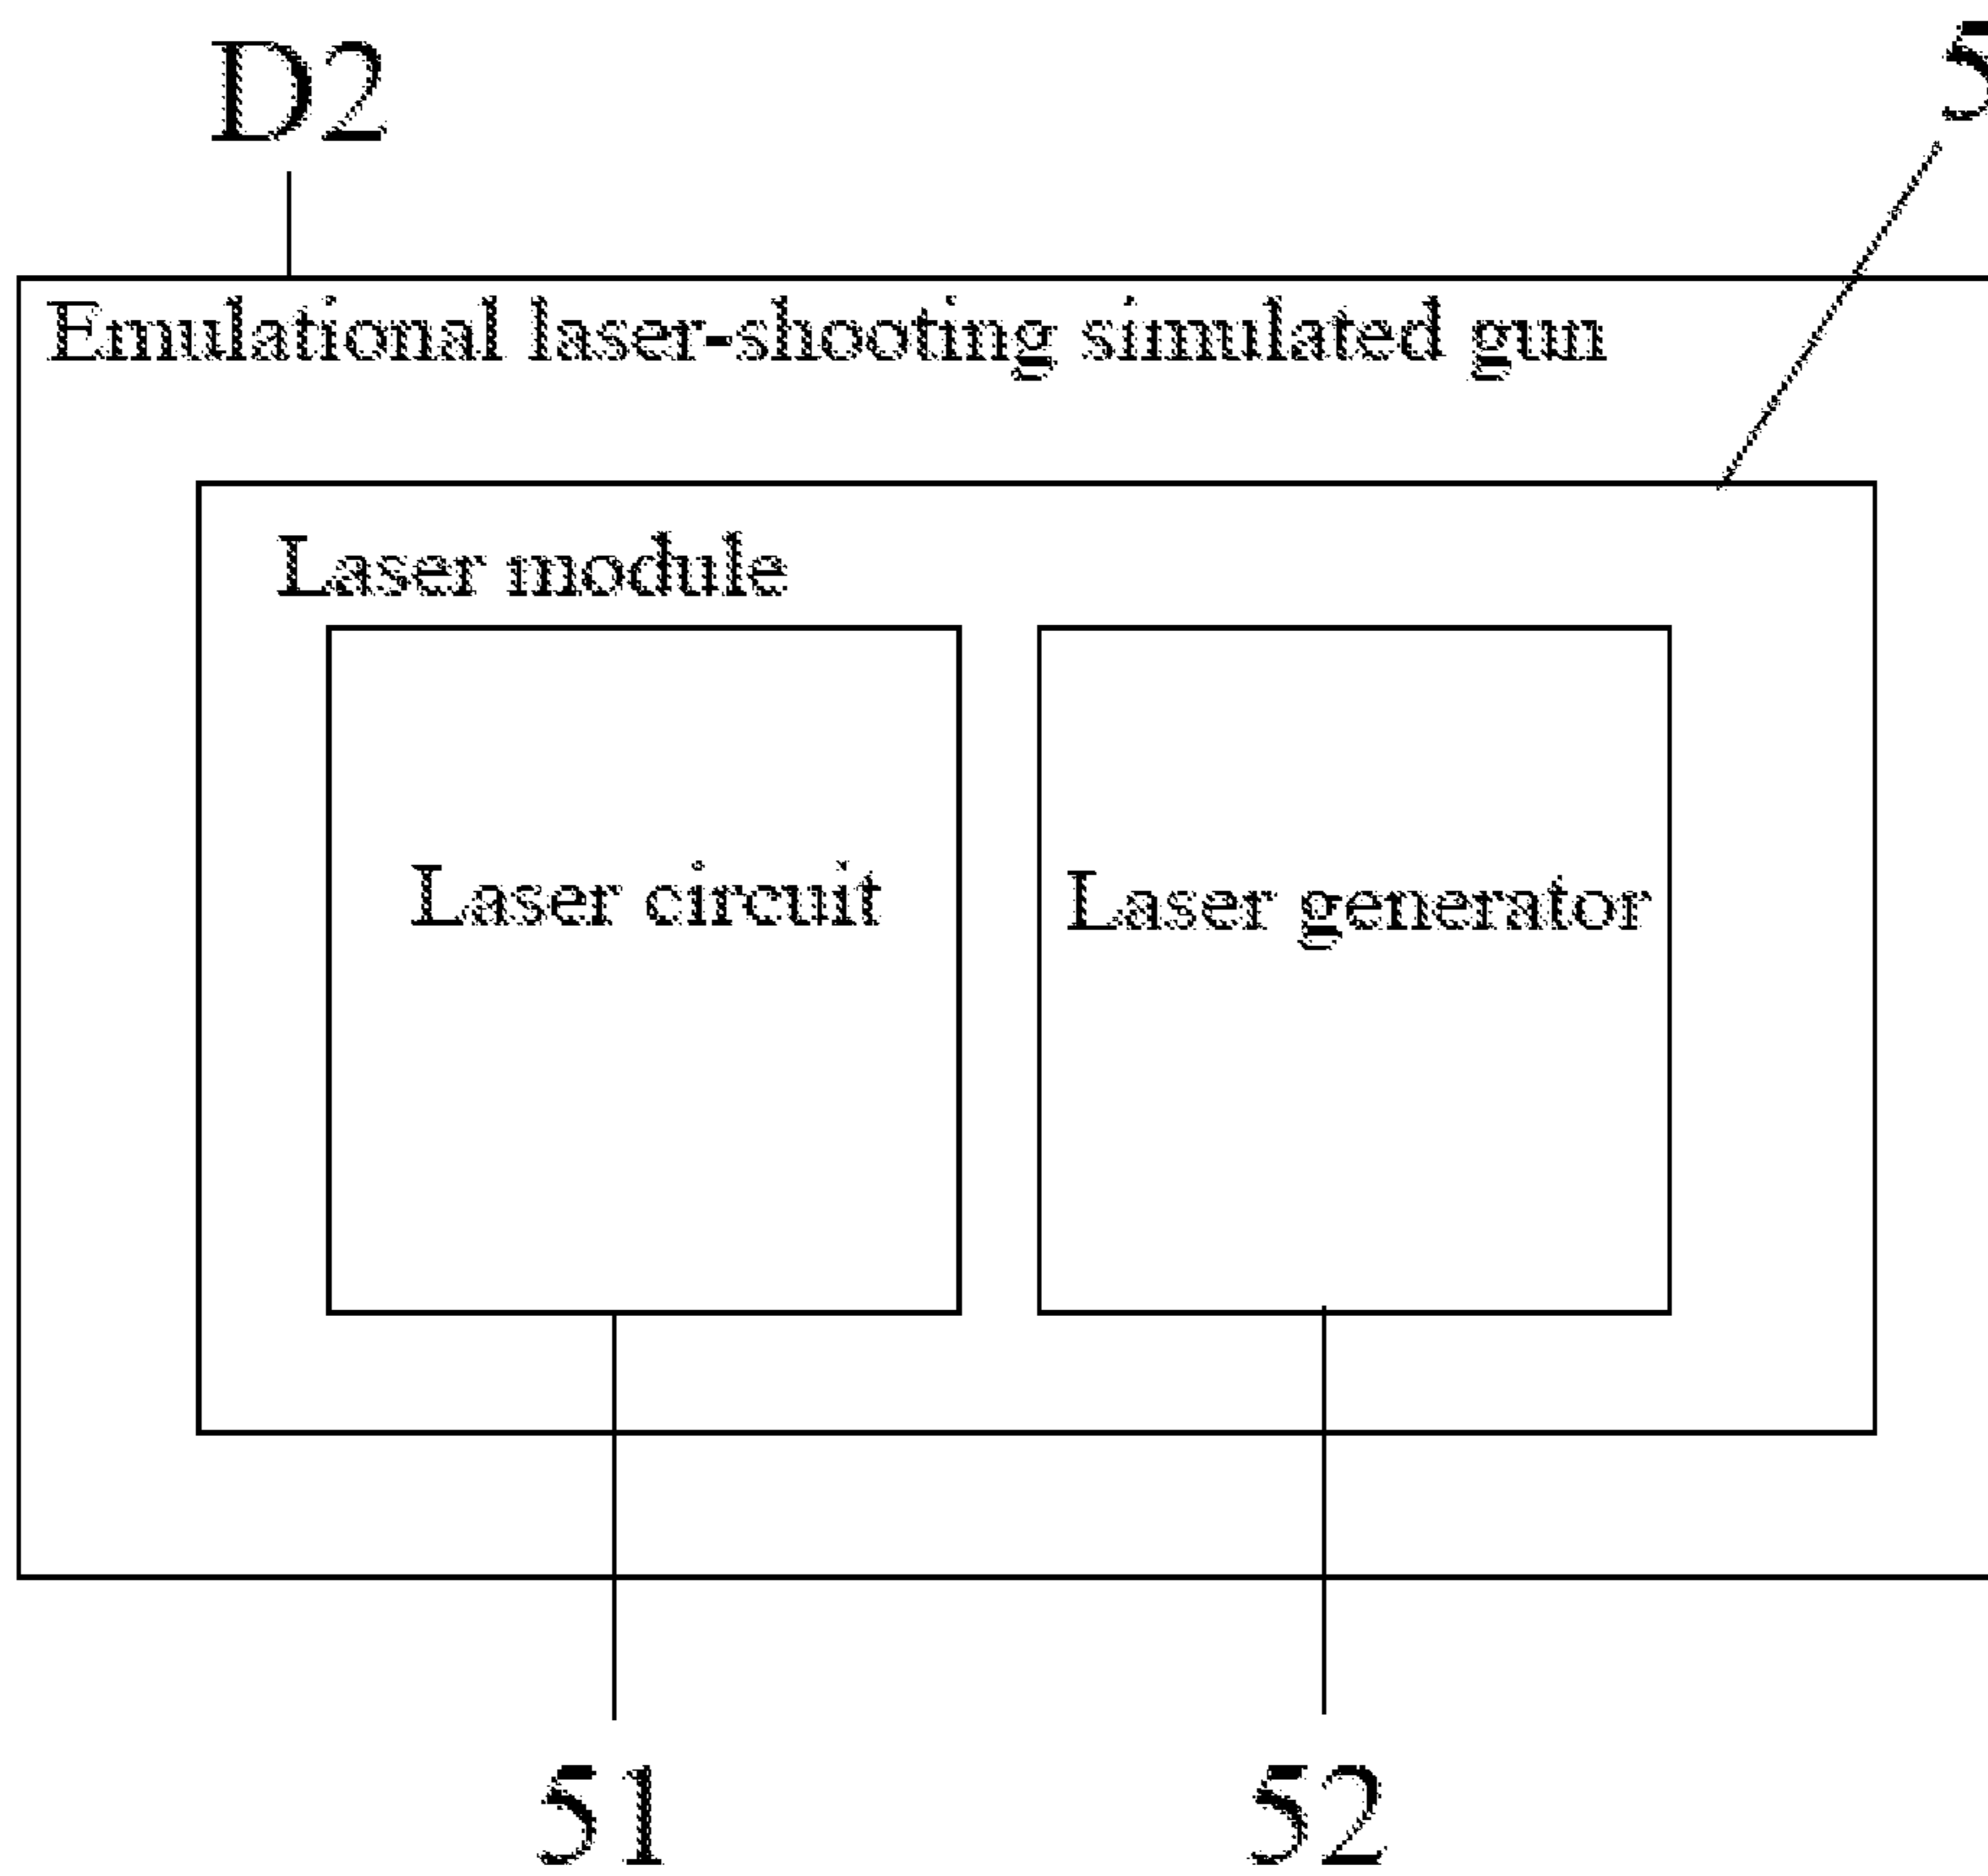 D2
5
Emulational laser-shooting simulated gun
Laser module
Laser circuit
Laser generator
51
52